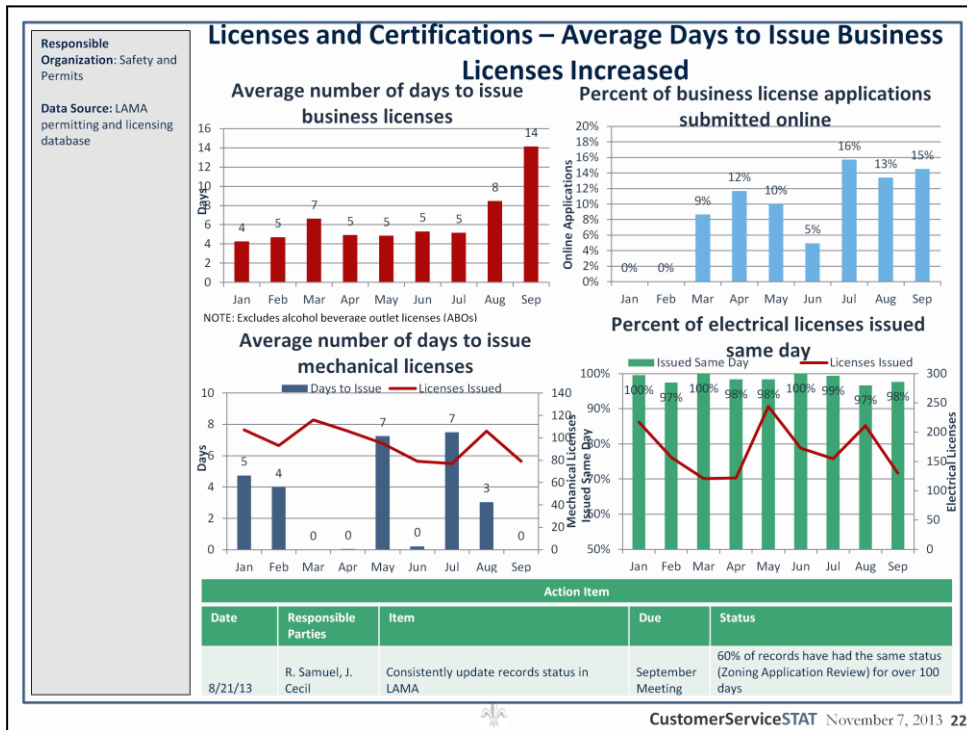 Responsible
Organization: Safety and
Permits
Data Source: LAMA
permitting and licensing
database
Licenses and Certifications – Average Days to Issue Business
Licenses Increased
Average number of days to issue
business licenses
16
14
12
10
8
6
4
2
0
Days
4
5
7
5
5
5
5
8
14
Jan Feb Mar Apr May Jun Jul Aug Sep
NOTE: Excludes alcohol beverage outlet licenses (ABOs)
Percent of business license applications
submitted online
20%
18%
16%
14%
12%
10%
8%
6%
4%
2%
0%
Online Applications
0%
0%
9%
12%
10%
5%
16%
13%
15%
Jan Feb Mar Apr May Jun Jul Aug Sep
Average number of days to issue
mechanical licenses
Days to Issue Licenses Issued
10
8
6
4
2
0
Days
5
4
0
0
7
0
7
3
0
140
120
100
80
60
40
20
0
Mechanical Licenses
Jan Feb Mar Apr May Jun Jul Aug Sep
Percent of electrical licenses issued
same day
Issued Same Day Licenses Issued
100%
90%
80%
70%
60%
50%
Issued Same Day
100%
97%
100%
98%
98%
100%
99%
97%
98%
300
250
200
150
100
50
0
Electrical Licenses
Jan Feb Mar Apr May Jun Jul Aug Sep
Action Item
Date Responsible Parties Item Due Status
8/21/13
R. Samuel, J.
Cecil
Consistently update records status in
LAMA
September
Meeting
60% of records have had the same status
(Zoning Application Review) for over 100
days
CustomerServiceSTAT November 7, 2013 22